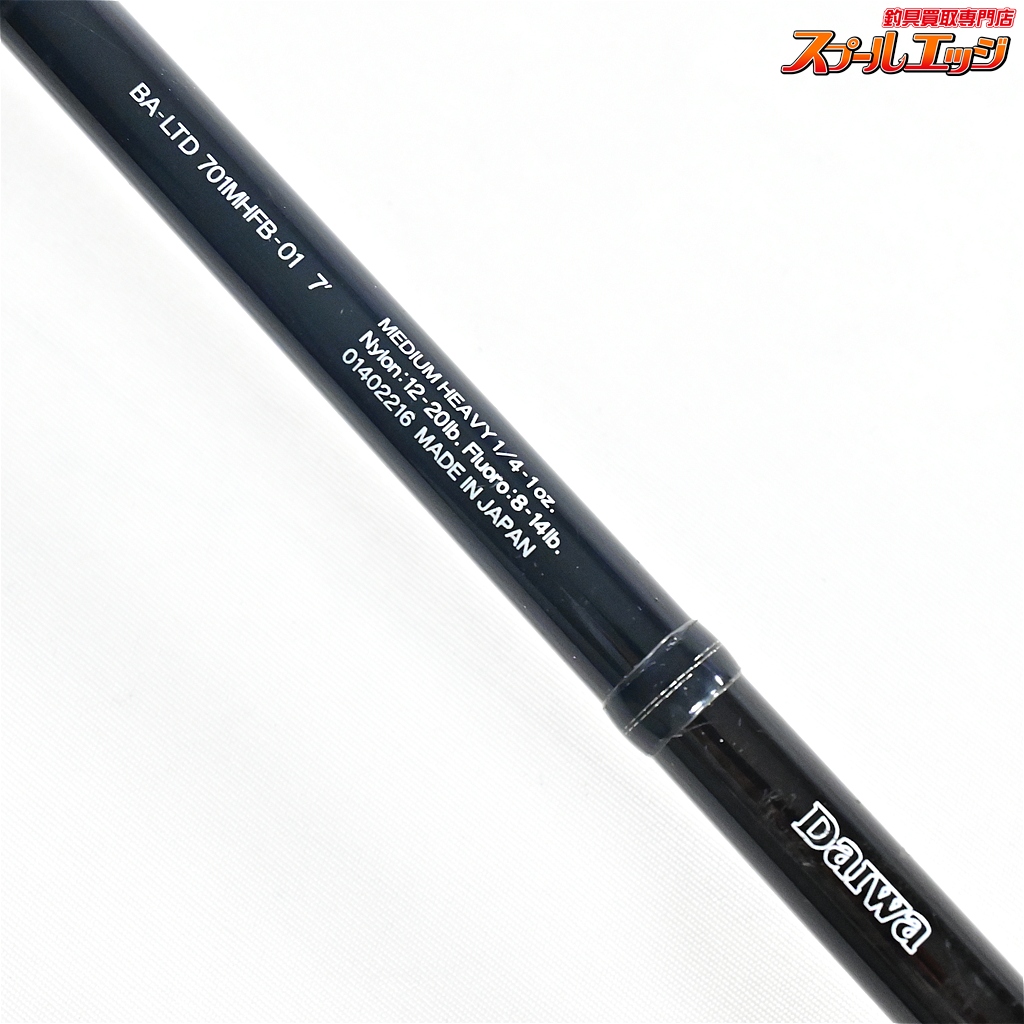 釣具買取専門店
スプールエッジ
BA-LTD 701MHFB-01 7'
MEDIUM HEAVY 1/4-1oz.
Nylon:12-20lb. Fluoro:8-14lb.
01402216 MADE IN JAPAN
Daiwa